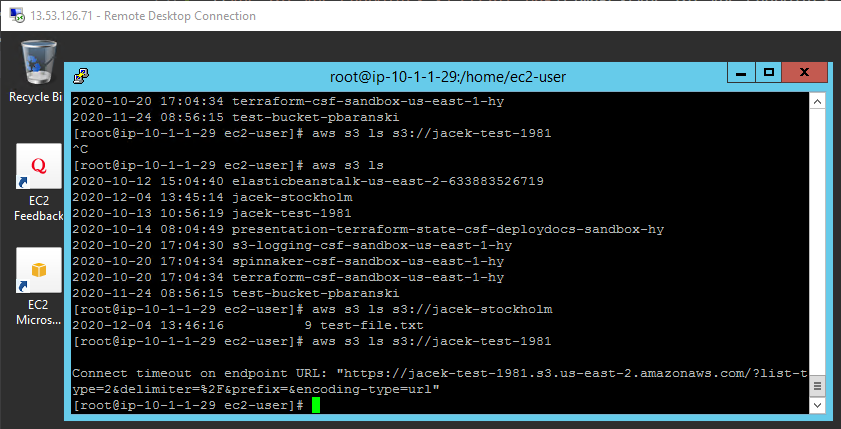 13.53.126.71 - Remote Desktop Connection
Recycle Bi
EC2
Feedback
EC2
Micros...
root@ip-10-1-1-29:/home/ec2-user
2020-10-20 17:04:34 terraform-csf-sandbox-us-east-1-hy
2020-11-24 08:56:15 test-bucket-pbaranski
[root@ip-10-1-1-29 ec2-user]# aws s3 ls s3://jacek-test-1981
^C
[root@ip-10-1-1-29 ec2-user]# aws s3 ls
2020-10-12 15:04:40 elasticbeanstalk-us-east-2-633883526719
2020-12-04 13:45:14 jacek-stockholm
2020-10-13 10:56:19 jacek-test-1981
2020-10-14 08:04:49 presentation-terraform-state-csf-deploydocs-sandbox-hy
2020-10-20 17:04:30 s3-logging-csf-sandbox-us-east-1-hy
2020-10-20 17:04:34 spinnaker-csf-sandbox-us-east-1-hy
2020-10-20 17:04:34 terraform-csf-sandbox-us-east-1-hy
2020-11-24 08:56:15 test-bucket-pbaranski
[root@ip-10-1-1-29 ec2-user]# aws s3 ls s3://jacek-stockholm
2020-12-04 13:46:16          9 test-file.txt
[root@ip-10-1-1-29 ec2-user]# aws s3 ls s3://jacek-test-1981
Connect timeout on endpoint URL: "https://jacek-test-1981.s3.us-east-2.amazonaws.com/?list-t
ype=2&delimiter=%2F&prefix=&encoding-type=url"
[root@ip-10-1-1-29 ec2-user]#